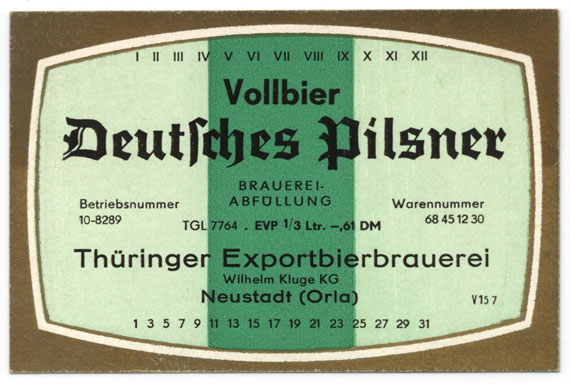 I II III IV V VI VII VIII IX X XI XII
Vollbier
Deutſches Pilsner
BRAUEREI-
ABFÜLLUNG
Betriebsnummer
10-8289
Warennummer
68 45 12 30
TGL 7764 . EVP 1/3 Ltr. –,61 DM
Thüringer Exportbierbrauerei
Wilhelm Kluge KG
Neustadt (Orla)
V 15 7
1 3 5 7 9 11 13 15 17 19 21 23 25 27 29 31